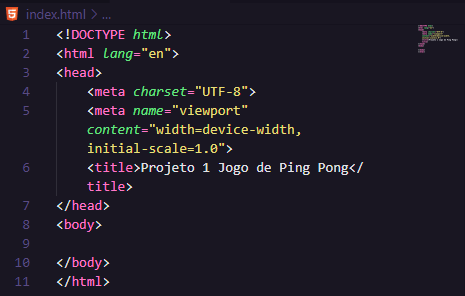 index.html > ...
1 <!DOCTYPE html>
2 <html lang="en">
3 <head>
4 <meta charset="UTF-8">
5 <meta name="viewport"
content="width=device-width,
initial-scale=1.0">
6 <title>Projeto 1 Jogo de Ping Pong</
title>
7 </head>
8 <body>
9
10 </body>
11 </html>